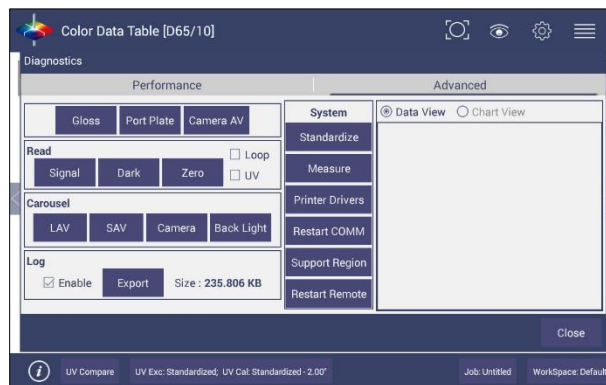 Color Data Table [D65/10]
Diagnostics
Performance
Advanced
Gloss
Port Plate
Camera AV
Read
Signal
Dark
Zero
Loop
UV
Carousel
LAV
SAV
Camera
Back Light
Log
Enable
Export
Size : 235.806 KB
System
Standardize
Measure
Printer Drivers
Restart COMM
Support Region
Restart Remote
Data View
Chart View
Close
UV Compare
UV Exc: Standardized; UV Cal: Standardized - 2.00"
Job: Untitled
WorkSpace: Default